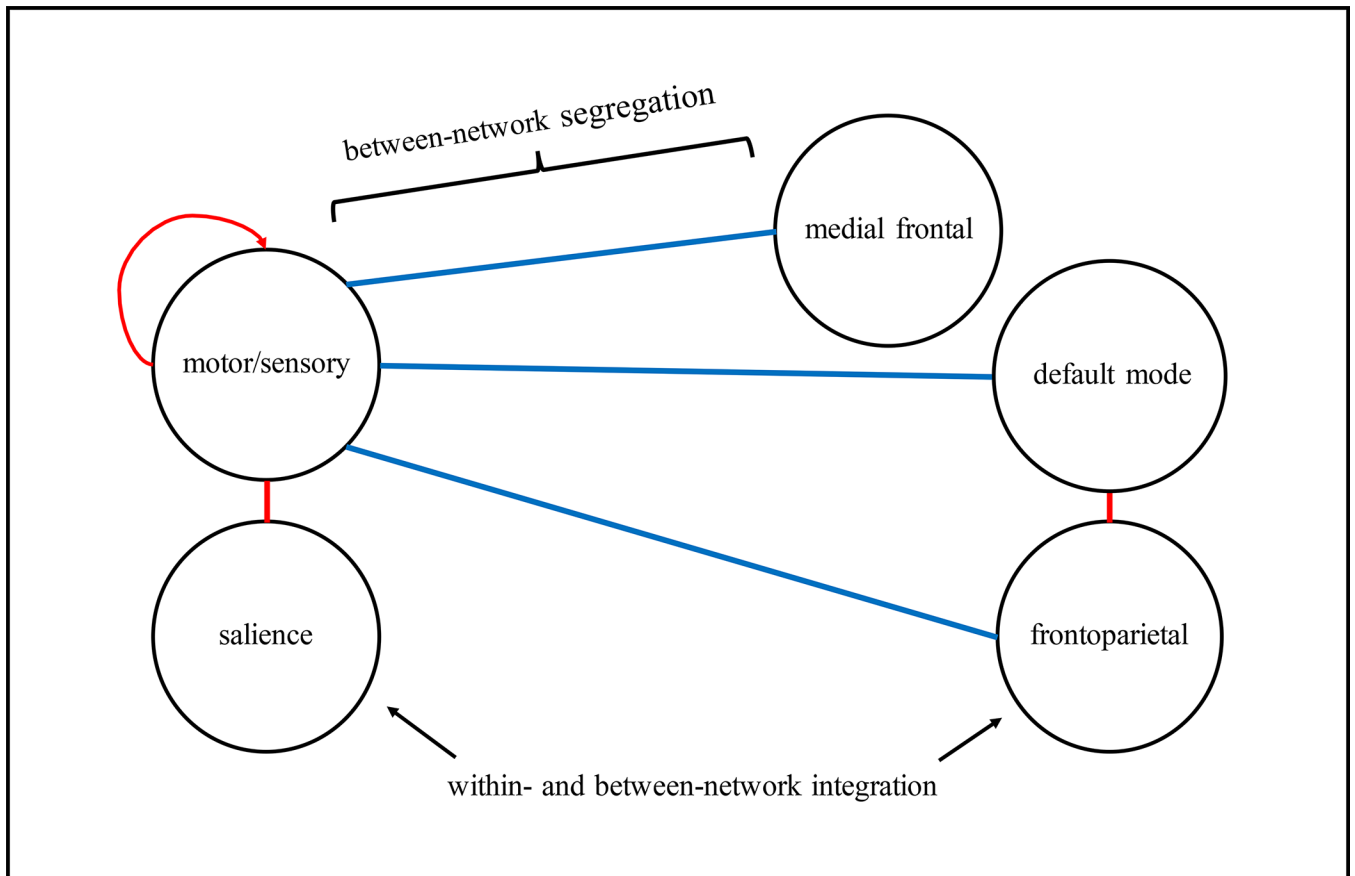 between-network segregation
medial frontal
motor/sensory
default mode
salience
frontoparietal
within- and between-network integration